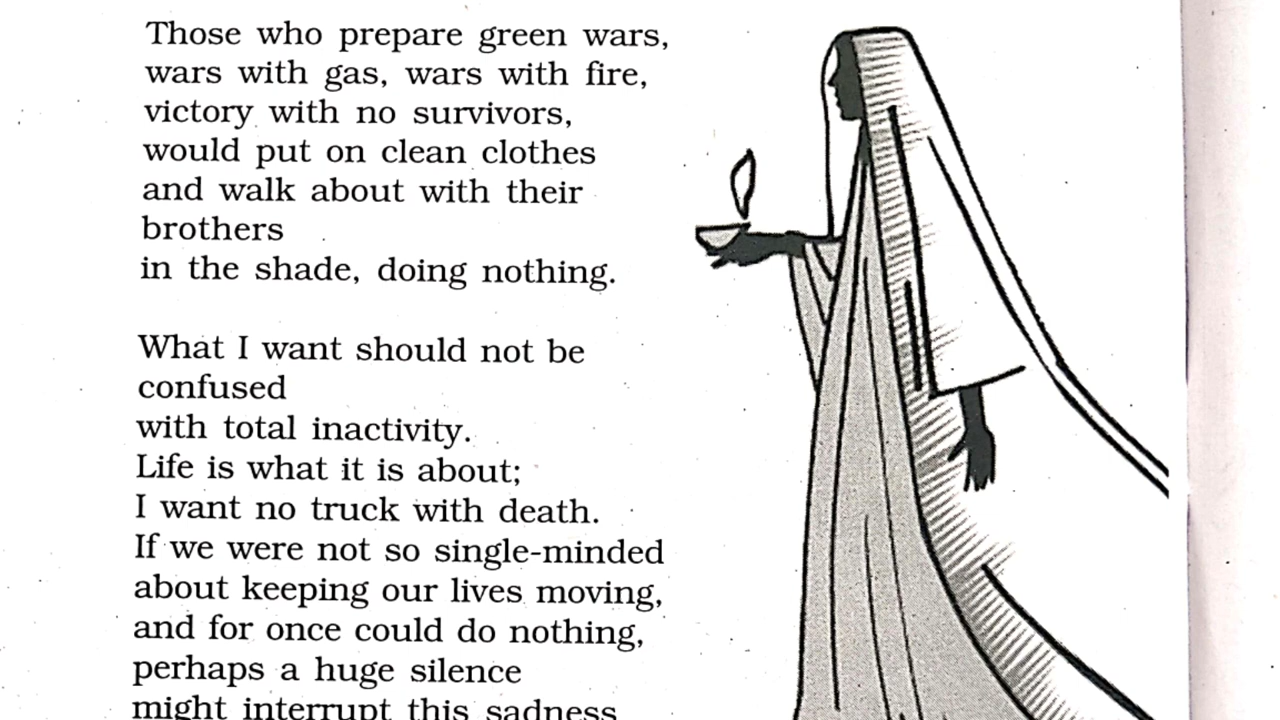 Those who prepare green wars,
wars with gas, wars with fire,
victory with no survivors,
would put on clean clothes
and walk about with their
brothers
in the shade, doing nothing.
What I want should not be
confused
with total inactivity.
Life is what it is about;
I want no truck with death.
If we were not so single-minded
about keeping our lives moving,
and for once could do nothing,
perhaps a huge silence
might interrupt this sadness